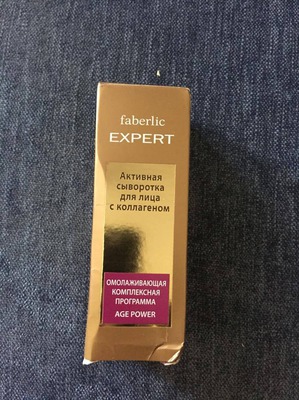 faberlic
EXPERT
Активная
сыворотка
для лица
с коллагеном
ОМОЛАЖИВАЮЩАЯ
КОМПЛЕКСНАЯ
ПРОГРАММА
AGE POWER